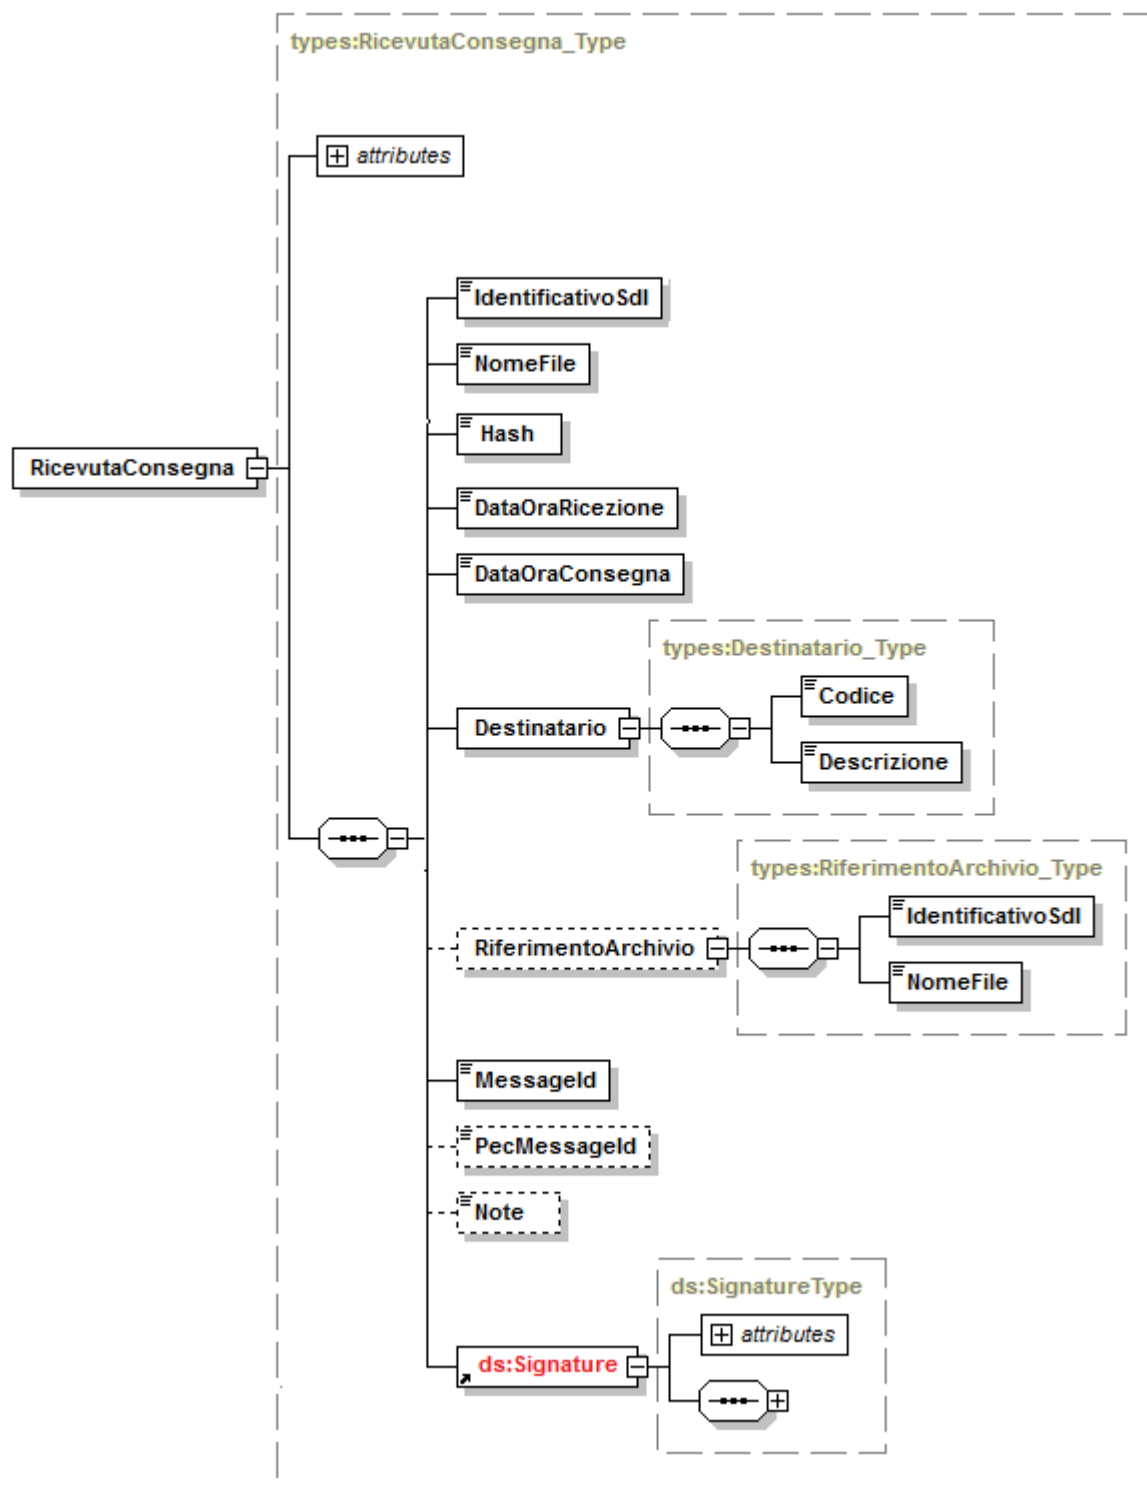 types:RicevutaConsegna_Type
attributes
IdentificativoSdI
NomeFile
Hash
RicevutaConsegna
DataOraRicezione
DataOraConsegna
types:Destinatario_Type
Codice
Destinatario
Descrizione
types:RiferimentoArchivio_Type
IdentificativoSdI
RiferimentoArchivio
NomeFile
MessageId
PecMessageId
Note
ds:SignatureType
attributes
ds:Signature